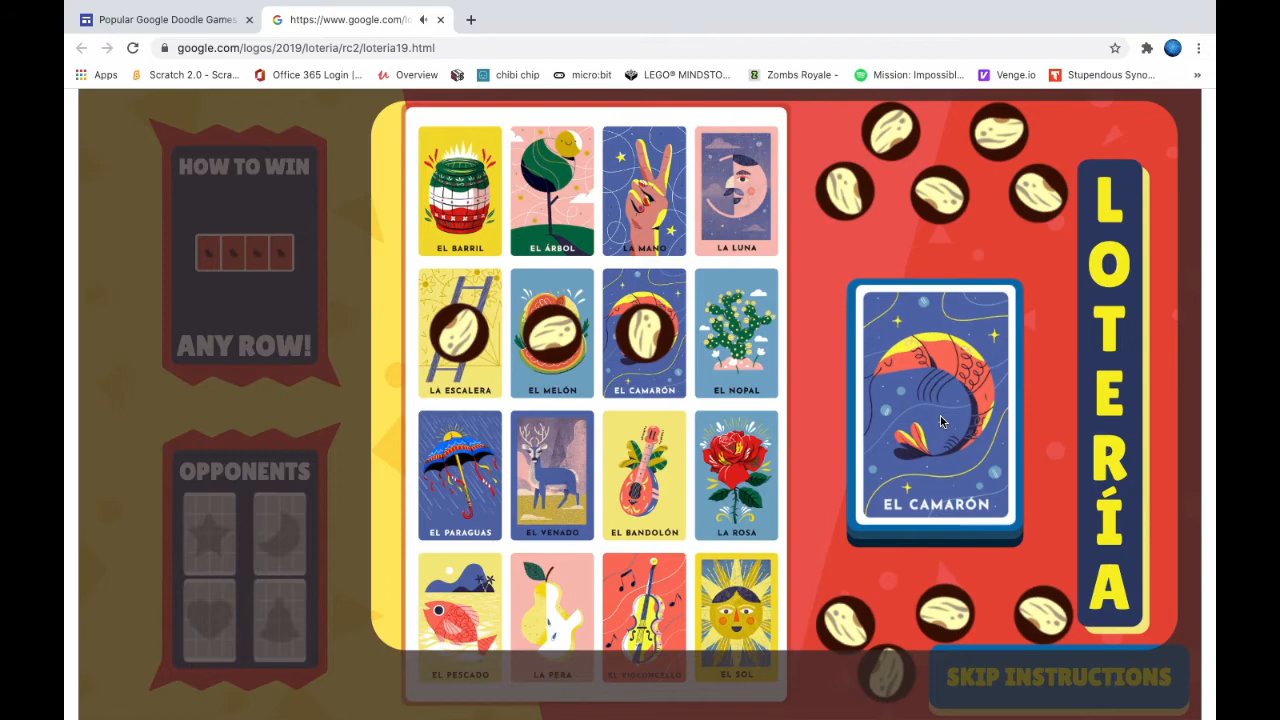 Popular Google Doodle Games
https://www.google.com/lo
google.com/logos/2019/loteria/rc2/loteria19.html
Apps
Scratch 2.0 - Scra...
Office 365 Login |...
Overview
chibi chip
micro:bit
LEGO® MINDSTO...
Zombs Royale -
Mission: Impossibl...
Venge.io
Stupendous Syno...
»
HOW TO WIN
ANY ROW!
OPPONENTS
EL BARRIL
EL ÁRBOL
LA MANO
LA LUNA
LA ESCALERA
EL MELÓN
EL CAMARÓN
EL NOPAL
EL PARAGUAS
EL VENADO
EL BANDOLÓN
LA ROSA
EL PESCADO
LA PERA
EL VIOLONCELLO
EL SOL
EL CAMARÓN
LOTERÍA
SKIP INSTRUCTIONS